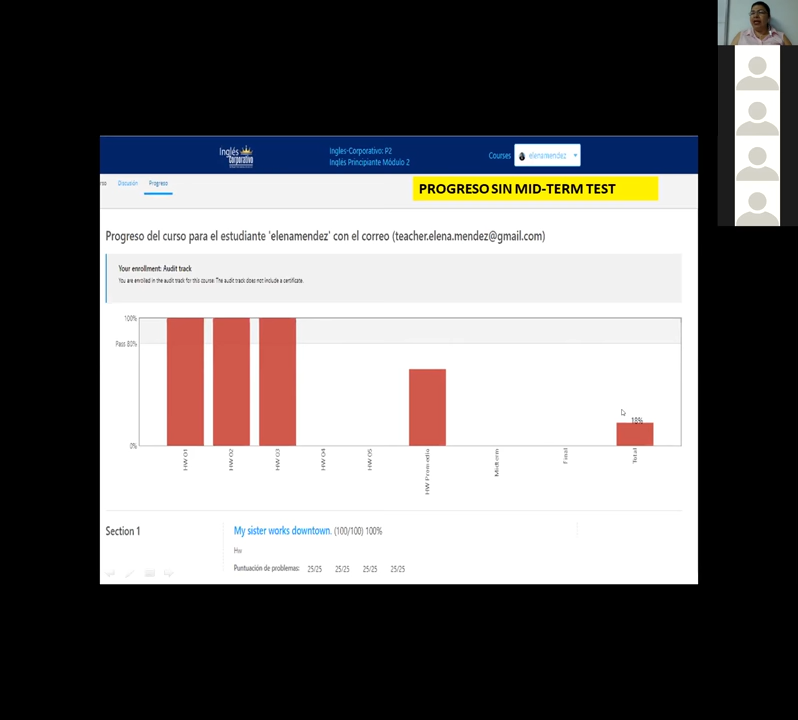 Inglés
Corporativo
Ingles-Corporativo: P2
Inglés Principiante Módulo 2
Courses
elenamendez
Discusión
Progreso
PROGRESO SIN MID-TERM TEST
Progreso del curso para el estudiante 'elenamendez' con el correo (teacher.elena.mendez@gmail.com)
Your enrollment: Audit track
You are enrolled in the audit track for this course. The audit track does not include a certificate.
100%
Pass 80%
0%
18%
HW 01
HW 02
HW 03
HW 04
HW 05
HW Promedio
Midterm
Final
Total
Section 1
My sister works downtown. (100/100) 100%
Hw
Puntuación de problemas: 25/25 25/25 25/25 25/25